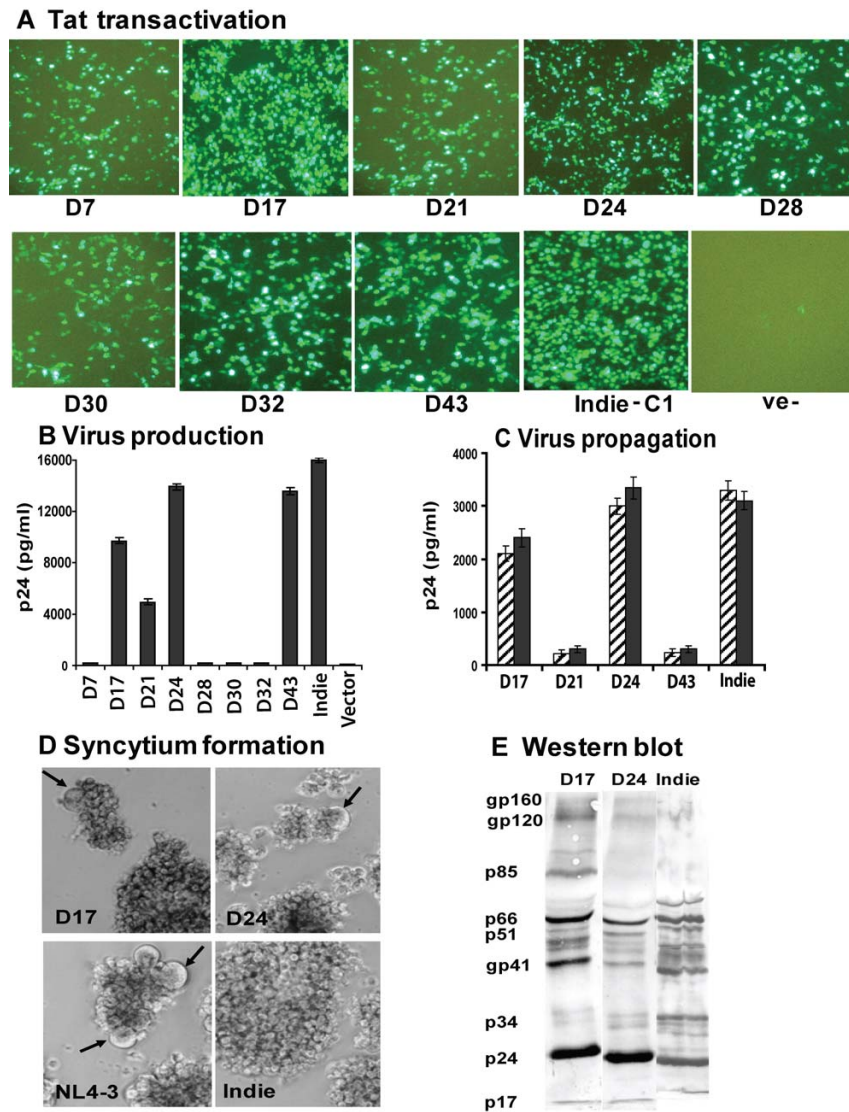 A Tat transactivation
D7 D17 D21 D24 D28
D30 D32 D43 Indie-C1 ve-
B Virus production
p24 (pg/ml)
16000
12000
8000
4000
0
D7 D17 D21 D24 D28 D30 D32 D43 Indie Vector
C Virus propagation
p24 (pg/ml)
4000
3000
2000
1000
0
D17 D21 D24 D43 Indie
D Syncytium formation
D17 D24
NL4-3 Indie
E Western blot
D17 D24 Indie
gp160
gp120
p85
p66
p51
gp41
p34
p24
p17